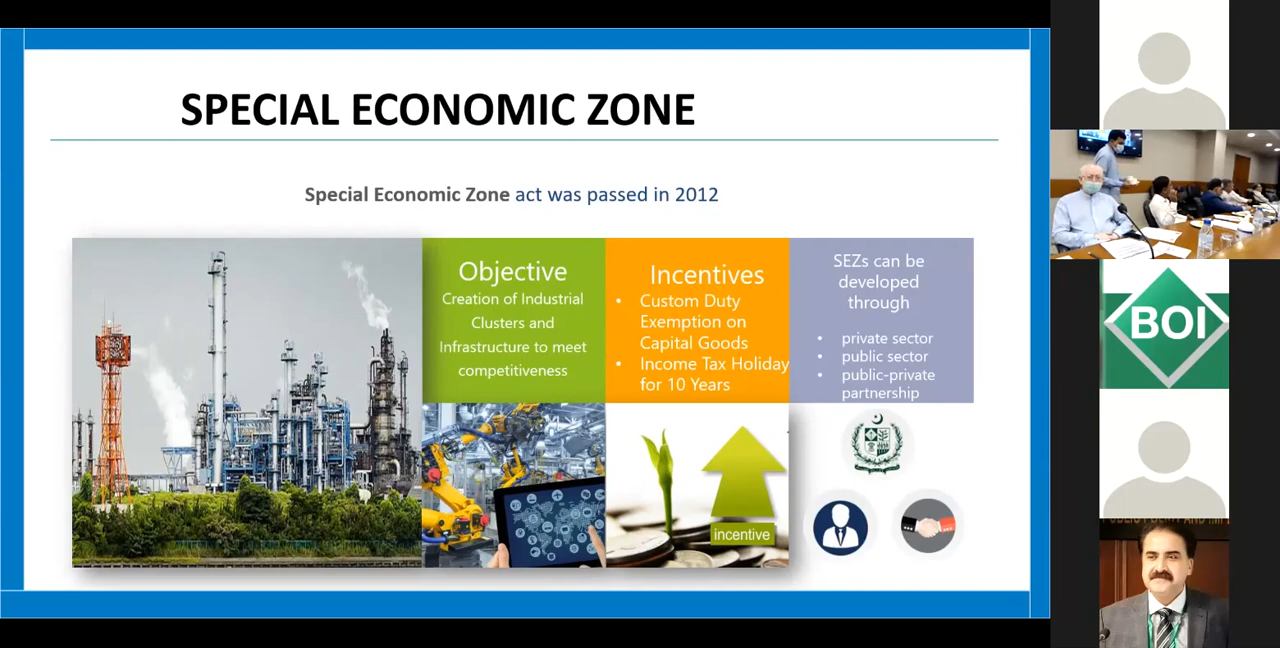 SPECIAL ECONOMIC ZONE
Special Economic Zone act was passed in 2012
Objective
Creation of Industrial
Clusters and
Infrastructure to meet
competitiveness
Incentives
• Custom Duty
Exemption on
Capital Goods
• Income Tax Holiday
for 10 Years
SEZs can be
developed
through
• private sector
• public sector
• public-private
partnership
incentive
BOI